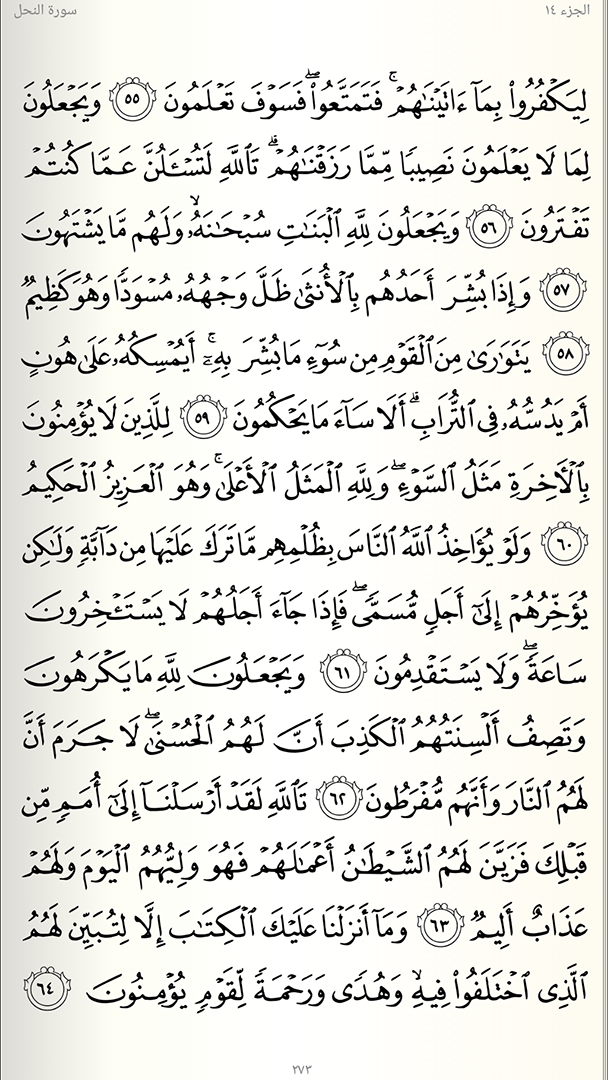 الجزء ١٤
سورة النحل
لِيَكْفُرُواْ بِمَآ ءَاتَيْنَٰهُمْۚ فَتَمَتَّعُواْۖ فَسَوْفَ تَعْلَمُونَ ٥٥ وَيَجْعَلُونَ
لِمَا لَا يَعْلَمُونَ نَصِيبٗا مِّمَّا رَزَقْنَٰهُمْۗ تَٱللَّهِ لَتُسْـَٔلُنَّ عَمَّا كُنتُمْ
تَفْتَرُونَ ٥٦ وَيَجْعَلُونَ لِلَّهِ ٱلْبَنَٰتِ سُبْحَٰنَهُۥۙ وَلَهُم مَّا يَشْتَهُونَ
٥٧ وَإِذَا بُشِّرَ أَحَدُهُم بِٱلْأُنثَىٰ ظَلَّ وَجْهُهُۥ مُسْوَدّٗا وَهُوَ كَظِيمٞ
٥٨ يَتَوَٰرَىٰ مِنَ ٱلْقَوْمِ مِن سُوٓءِ مَا بُشِّرَ بِهِۦٓۚ أَيُمْسِكُهُۥ عَلَىٰ هُونٍ
أَمْ يَدُسُّهُۥ فِي ٱلتُّرَابِۗ أَلَا سَآءَ مَا يَحْكُمُونَ ٥٩ لِلَّذِينَ لَا يُؤْمِنُونَ
بِٱلْأٓخِرَةِ مَثَلُ ٱلسَّوْءِۖ وَلِلَّهِ ٱلْمَثَلُ ٱلْأَعْلَىٰۚ وَهُوَ ٱلْعَزِيزُ ٱلْحَكِيمُ
٦٠ وَلَوْ يُؤَاخِذُ ٱللَّهُ ٱلنَّاسَ بِظُلْمِهِم مَّا تَرَكَ عَلَيْهَا مِن دَآبَّةٖ وَلَٰكِن
يُؤَخِّرُهُمْ إِلَىٰٓ أَجَلٖ مُّسَمّٗىۖ فَإِذَا جَآءَ أَجَلُهُمْ لَا يَسْتَـْٔخِرُونَ
سَاعَةٗ وَلَا يَسْتَقْدِمُونَ ٦١ وَيَجْعَلُونَ لِلَّهِ مَا يَكْرَهُونَ
وَتَصِفُ أَلْسِنَتُهُمُ ٱلْكَذِبَ أَنَّ لَهُمُ ٱلْحُسْنَىٰۖ لَا جَرَمَ أَنَّ
لَهُمُ ٱلنَّارَ وَأَنَّهُم مُّفْرَطُونَ ٦٢ تَٱللَّهِ لَقَدْ أَرْسَلْنَآ إِلَىٰٓ أُمَمٖ مِّن
قَبْلِكَ فَزَيَّنَ لَهُمُ ٱلشَّيْطَٰنُ أَعْمَٰلَهُمْ فَهُوَ وَلِيُّهُمُ ٱلْيَوْمَ وَلَهُمْ
عَذَابٌ أَلِيمٞ ٦٣ وَمَآ أَنزَلْنَا عَلَيْكَ ٱلْكِتَٰبَ إِلَّا لِتُبَيِّنَ لَهُمُ
ٱلَّذِي ٱخْتَلَفُواْ فِيهِۙ وَهُدٗى وَرَحْمَةٗ لِّقَوْمٖ يُؤْمِنُونَ ٦٤
٢٧٣